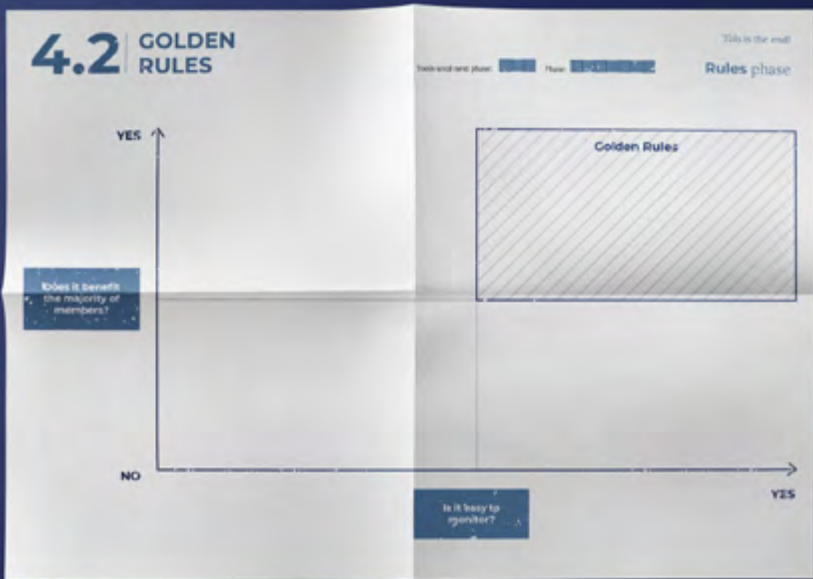 4.2 GOLDEN
RULES
This is the end!
Rules phase
YES
Golden Rules
Does it benefit
the majority of
members?
NO
YES
Is it easy to
monitor?